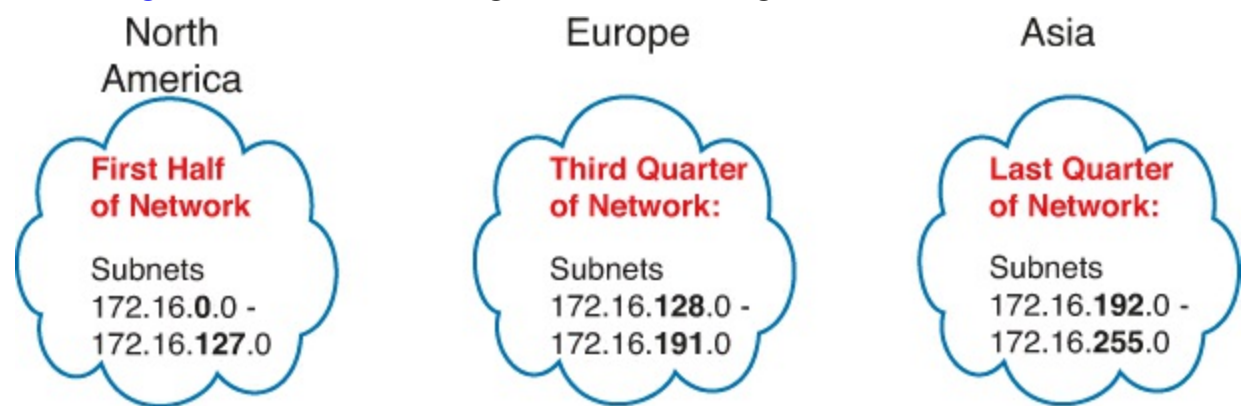 North
America
First Half
of Network
Subnets
172.16.0.0 -
172.16.127.0
Europe
Third Quarter
of Network:
Subnets
172.16.128.0 -
172.16.191.0
Asia
Last Quarter
of Network:
Subnets
172.16.192.0 -
172.16.255.0